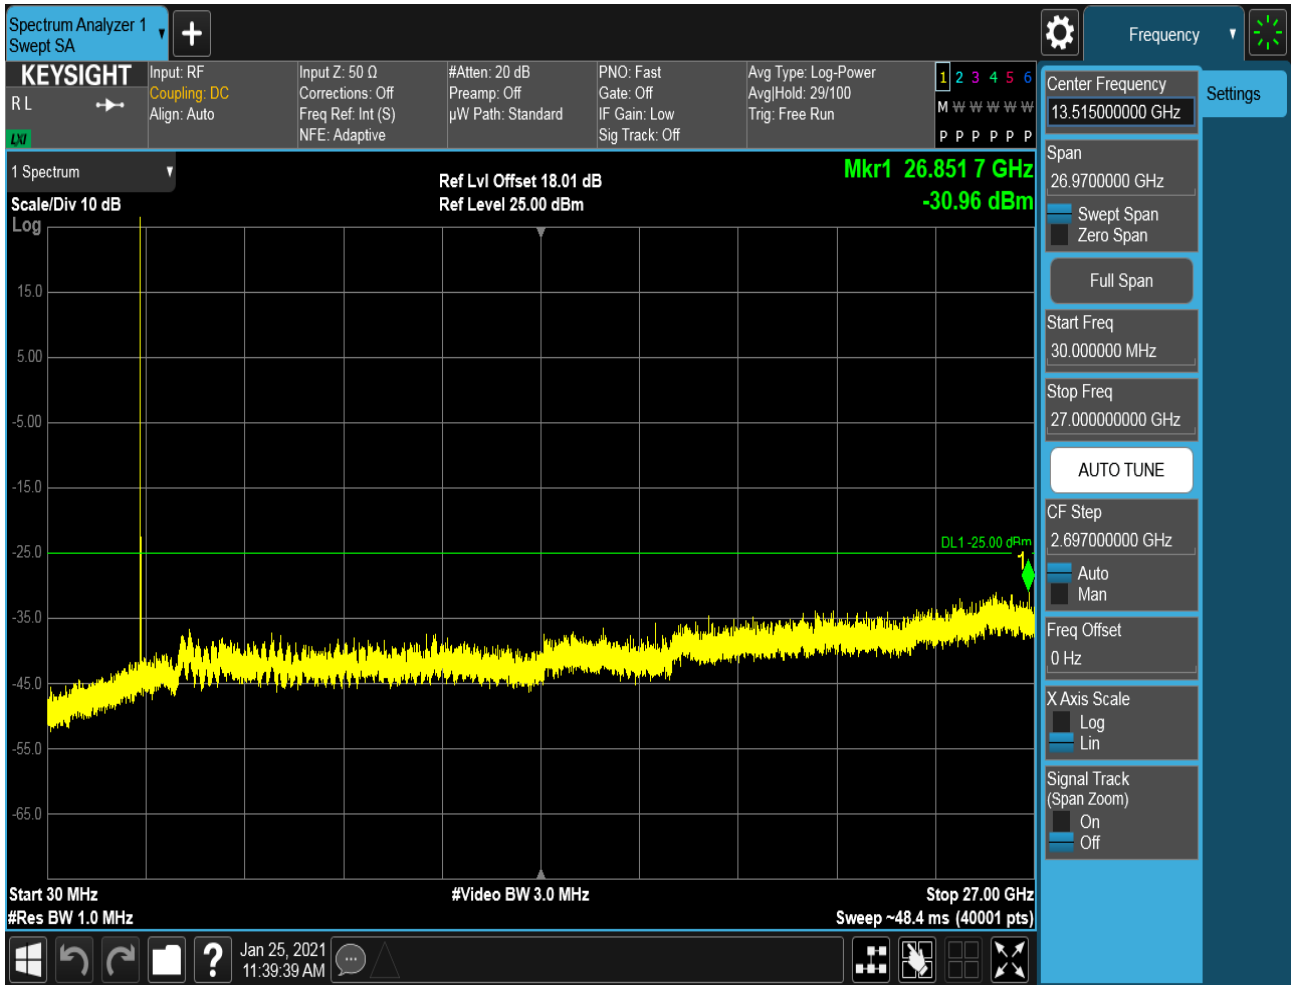 Spectrum Analyzer 1
Swept SA
+
Frequency
KEYSIGHT
R L
LXI
Input: RF
Coupling: DC
Align: Auto
Input Z: 50 Ω
Corrections: Off
Freq Ref: Int (S)
NFE: Adaptive
#Atten: 20 dB
Preamp: Off
µW Path: Standard
PNO: Fast
Gate: Off
IF Gain: Low
Sig Track: Off
Avg Type: Log-Power
Avg|Hold: 29/100
Trig: Free Run
1 2 3 4 5 6
M W W W W W
P P P P P P
1 Spectrum
Scale/Div 10 dB
Log
Ref Lvl Offset 18.01 dB
Ref Level 25.00 dBm
Mkr1 26.851 7 GHz
-30.96 dBm
15.0
5.00
-5.00
-15.0
-25.0
-35.0
-45.0
-55.0
-65.0
DL1 -25.00 dBm
1
Start 30 MHz
#Res BW 1.0 MHz
#Video BW 3.0 MHz
Stop 27.00 GHz
Sweep ~48.4 ms (40001 pts)
Center Frequency
13.515000000 GHz
Settings
Span
26.9700000 GHz
Swept Span
Zero Span
Full Span
Start Freq
30.000000 MHz
Stop Freq
27.000000000 GHz
AUTO TUNE
CF Step
2.697000000 GHz
Auto
Man
Freq Offset
0 Hz
X Axis Scale
Log
Lin
Signal Track
(Span Zoom)
On
Off
?
Jan 25, 2021
11:39:39 AM